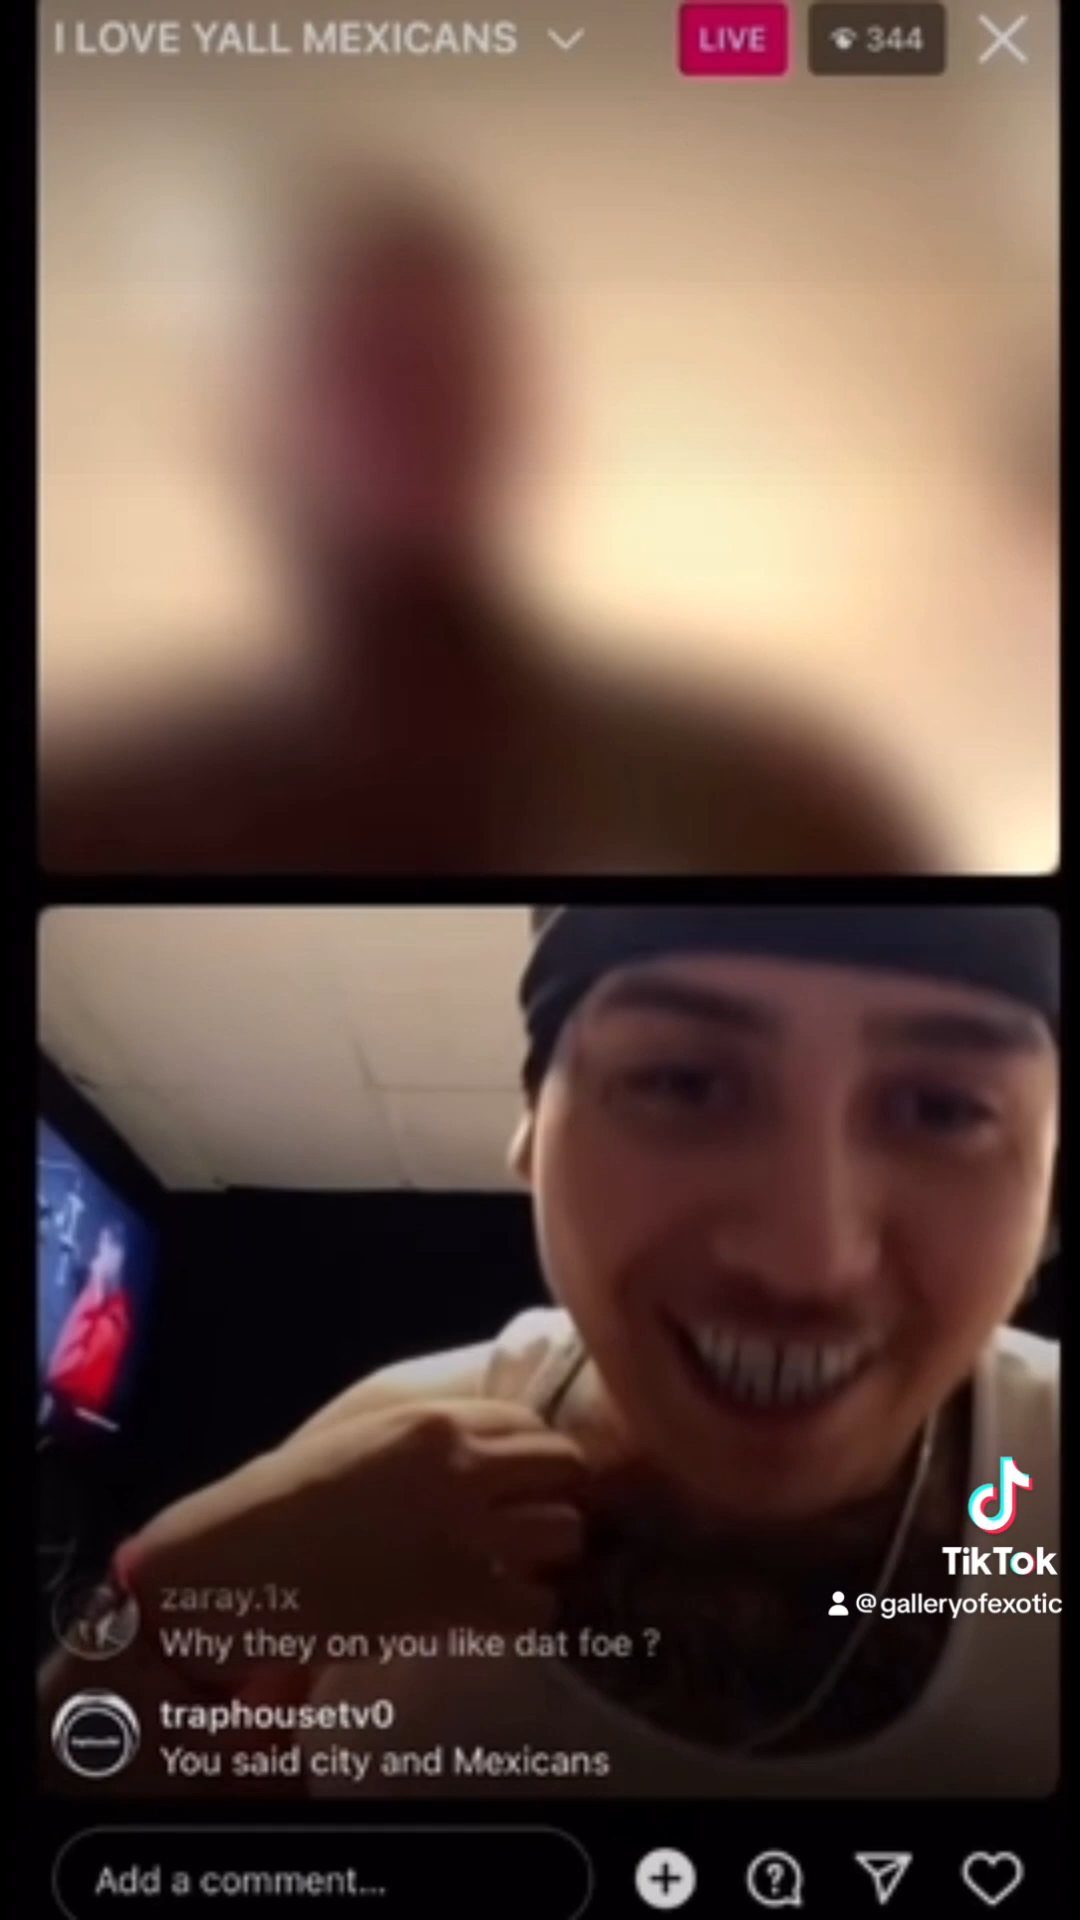 I LOVE YALL MEXICANS
LIVE
344
TikTok
@galleryofexotic
zaray.1x
Why they on you like dat foe ?
traphousetv0
You said city and Mexicans
Add a comment...